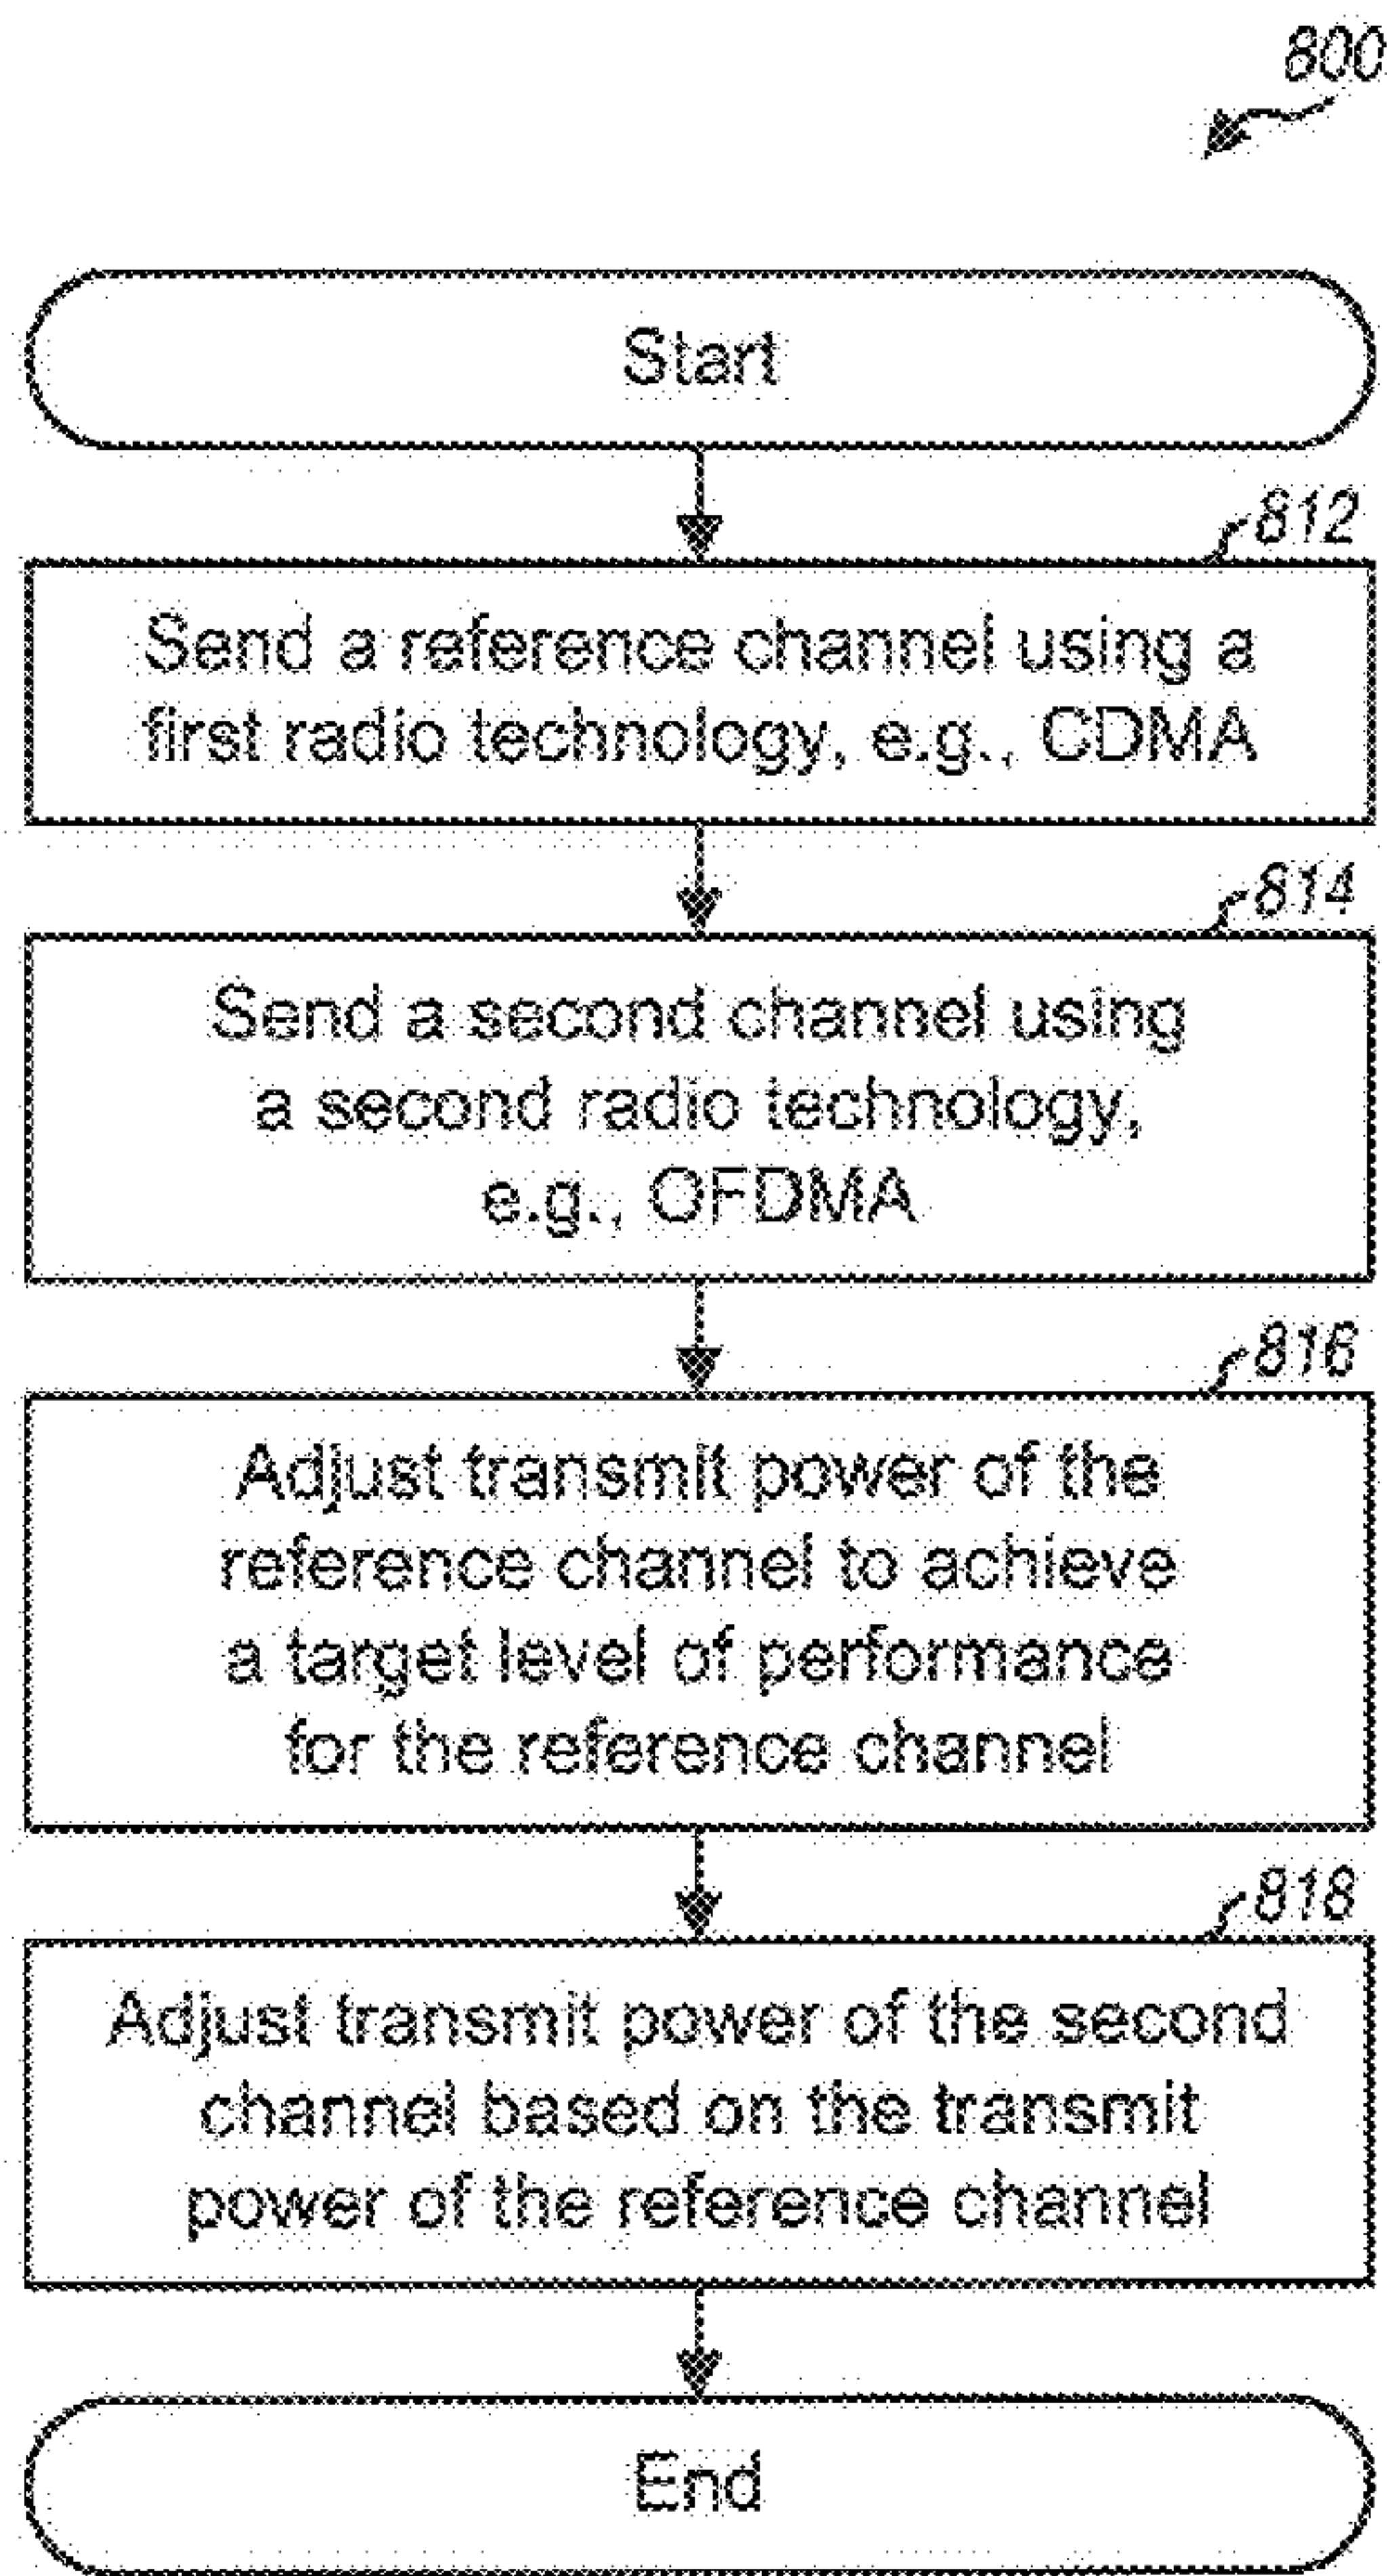 800
Start
812
Send a reference channel using a
first radio technology, e.g., CDMA
814
Send a second channel using
a second radio technology,
e.g., OFDMA
816
Adjust transmit power of the
reference channel to achieve
a target level of performance
for the reference channel
818
Adjust transmit power of the second
channel based on the transmit
power of the reference channel
End